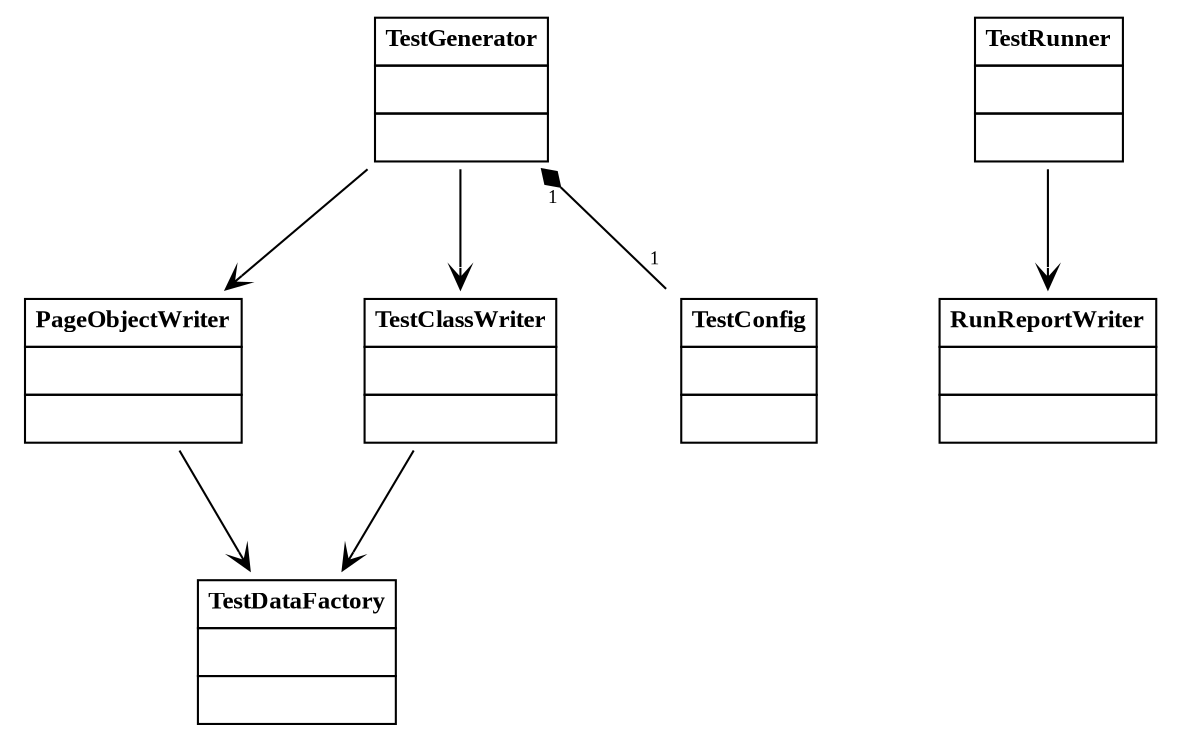 TestGenerator
TestRunner
1
1
PageObjectWriter
TestClassWriter
TestConfig
RunReportWriter
TestDataFactory